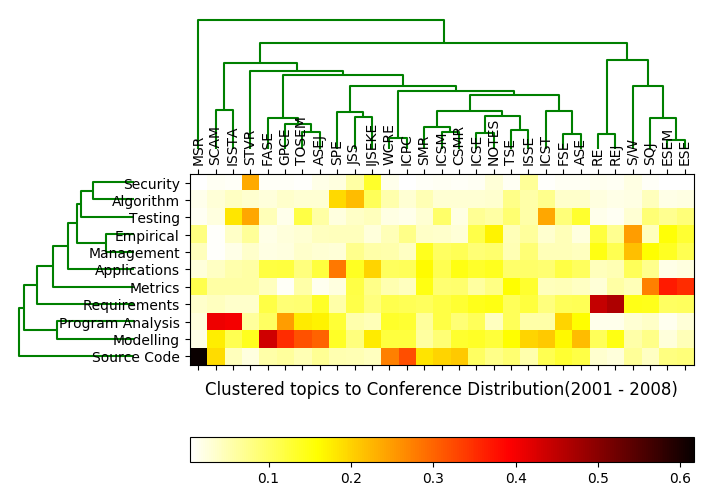 MSR SCAM ISSTA STVR FASE GPCE TOSEM ASEJ SPE JSS IJSEKE WCRE ICPC SMR ICSM CSMR ICSE NOTES TSE ISSE ICST FSE ASE RE REJ S/W SQJ ESEM ESE
Security
Algorithm
Testing
Empirical
Management
Applications
Metrics
Requirements
Program Analysis
Modelling
Source Code
Clustered topics to Conference Distribution(2001 - 2008)
0.1 0.2 0.3 0.4 0.5 0.6